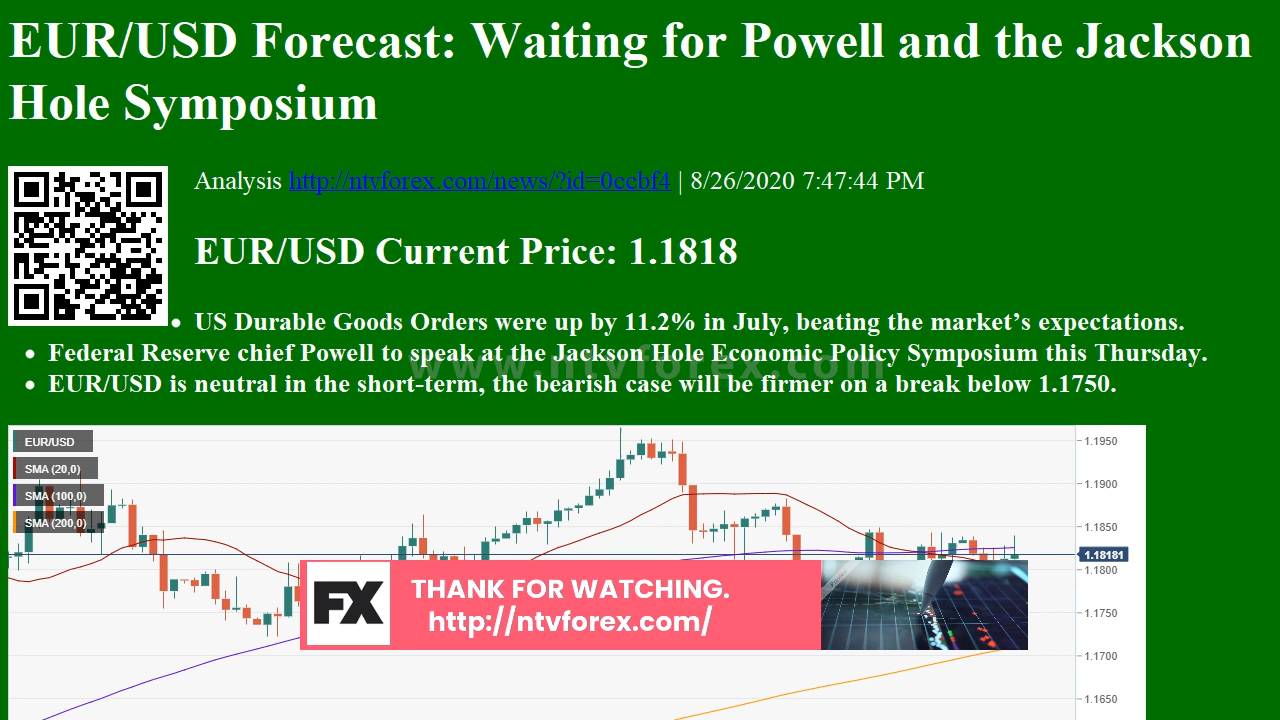 EUR/USD Forecast: Waiting for Powell and the Jackson
Hole Symposium
Analysis http://ntvforex.com/news/?id=0ccbf4 | 8/26/2020 7:47:44 PM
EUR/USD Current Price: 1.1818
• US Durable Goods Orders were up by 11.2% in July, beating the market’s expectations.
• Federal Reserve chief Powell to speak at the Jackson Hole Economic Policy Symposium this Thursday.
www.ntvforex.com
• EUR/USD is neutral in the short-term, the bearish case will be firmer on a break below 1.1750.
EUR/USD
SMA (20,0)
SMA (100,0)
SMA (200,0)
1.1950
1.1900
1.1850
1.18181
1.1800
1.1750
1.1700
1.1650
FX
THANK FOR WATCHING.
http://ntvforex.com/